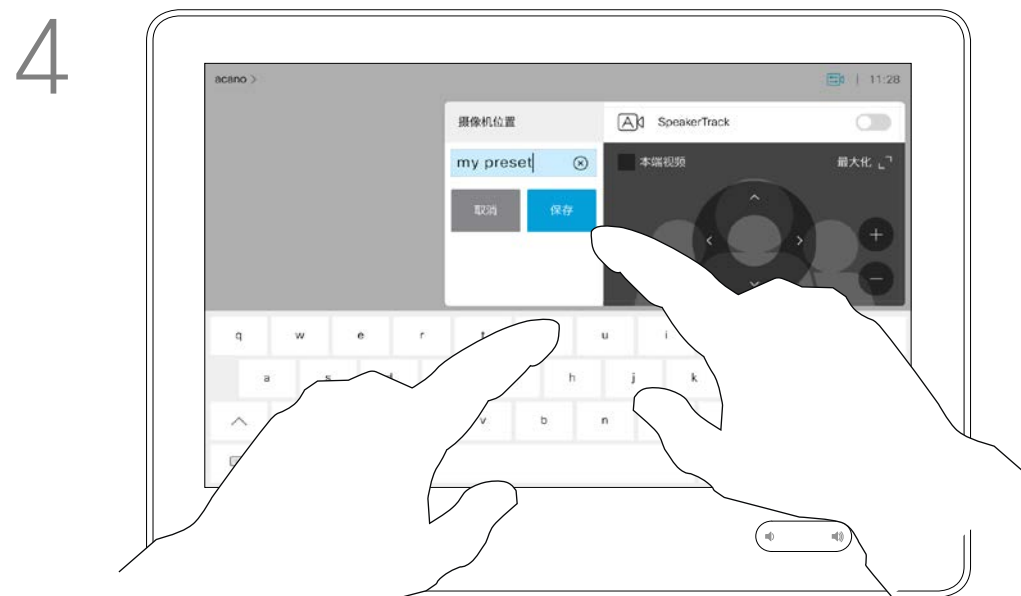 4
acano >
11:28
摄像机位置
SpeakerTrack
my preset
本端视频
最大化
取消
保存
q w e r t u i
a s h j k
v b n